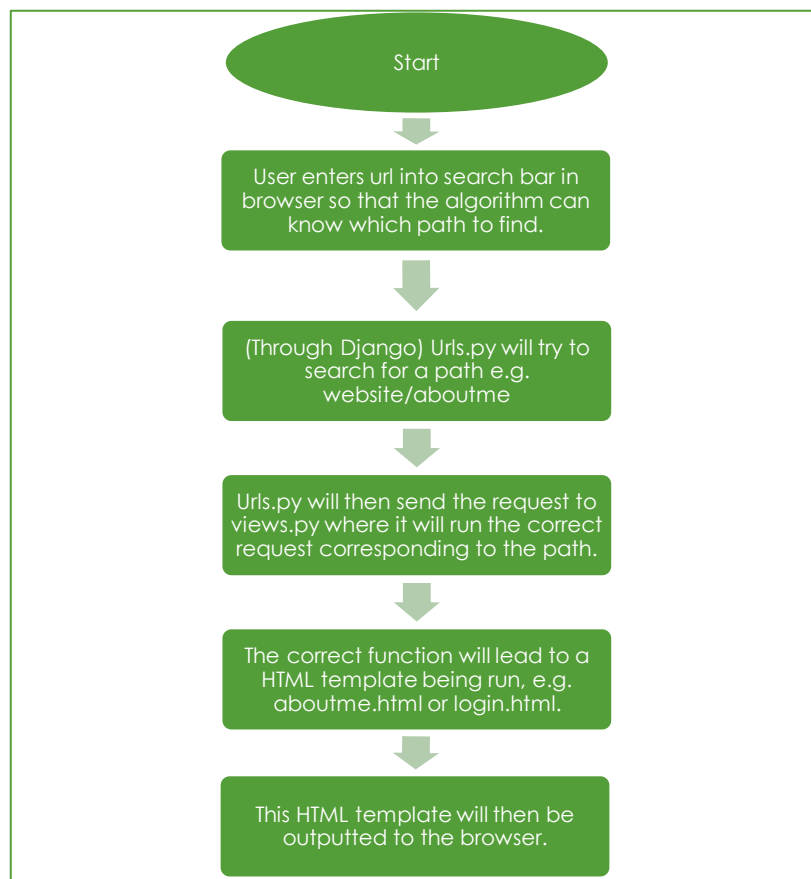 Start
User enters url into search bar in
browser so that the algorithm can
know which path to find.
(Through Django) Urls.py will try to
search for a path e.g.
website/aboutme
Urls.py will then send the request to
views.py where it will run the correct
request corresponding to the path.
The correct function will lead to a
HTML template being run, e.g.
aboutme.html or login.html.
This HTML template will then be
outputted to the browser.